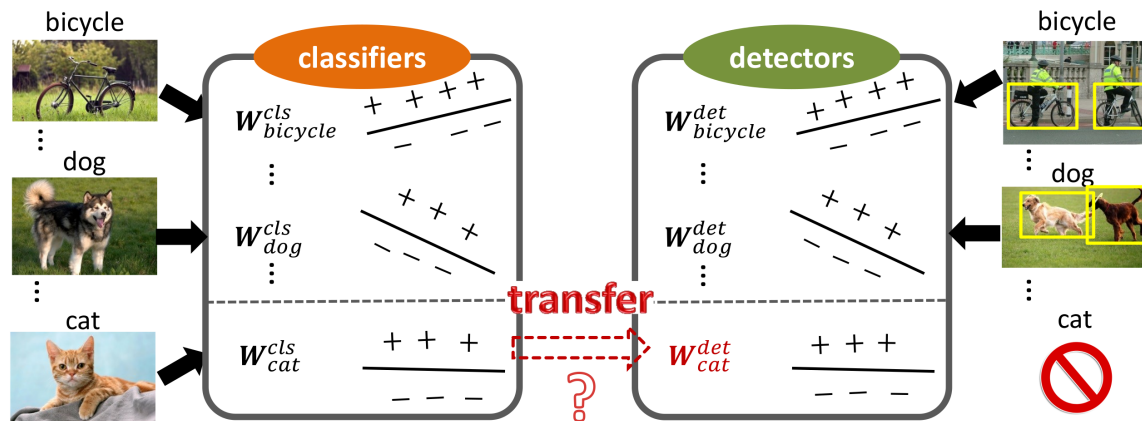 bicycle
classifiers
W^{cls}_{bicycle}
+ + + +
− − −
⋮
dog
W^{cls}_{dog}
+ + +
− − −
⋮
cat
W^{cls}_{cat}
+ + +
− − −
transfer
?
detectors
W^{det}_{bicycle}
+ + + +
− − −
⋮
W^{det}_{dog}
+ + +
− − −
⋮
W^{det}_{cat}
+ + +
− − −
bicycle
⋮
dog
⋮
cat